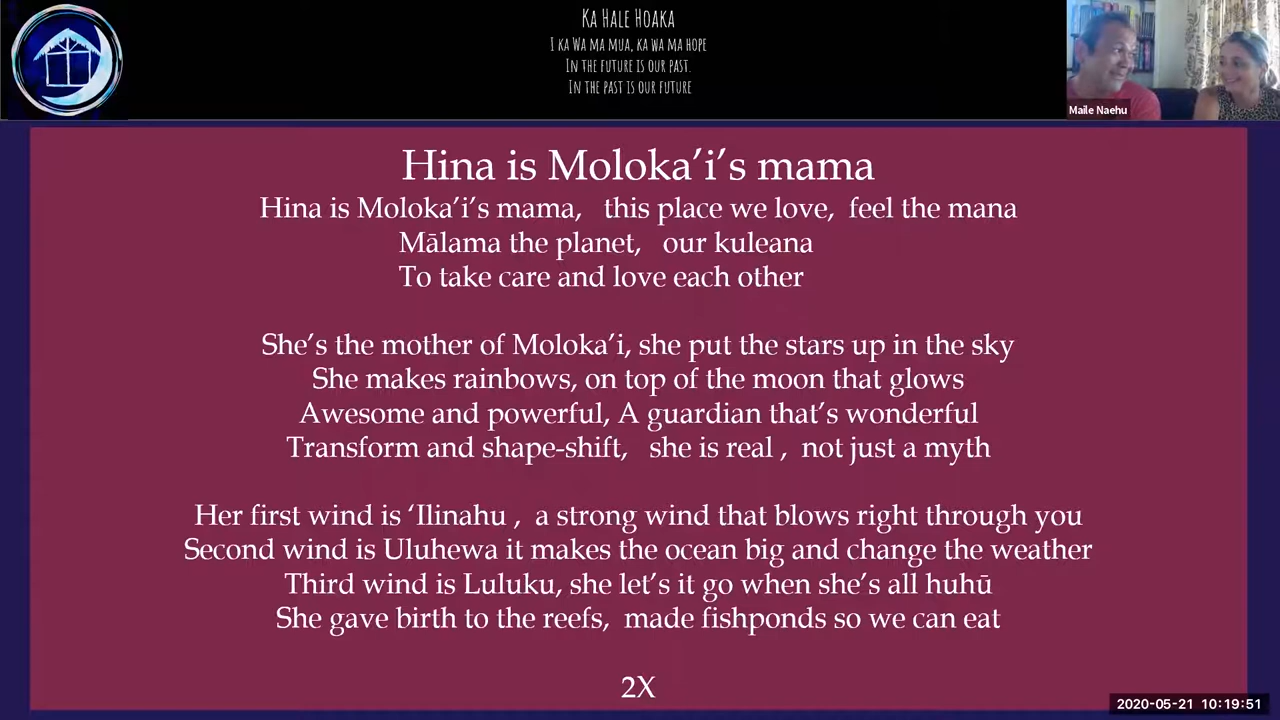 Ka Hale Hoaka
I ka Wa ma mua, ka wa ma hope
In the future is our past.
In the past is our future
Maile Naehu
Hina is Moloka’i’s mama
Hina is Moloka’i’s mama, this place we love, feel the mana
Mālama the planet, our kuleana
To take care and love each other
She’s the mother of Moloka’i, she put the stars up in the sky
She makes rainbows, on top of the moon that glows
Awesome and powerful, A guardian that’s wonderful
Transform and shape-shift, she is real , not just a myth
Her first wind is ‘Ilinahu , a strong wind that blows right through you
Second wind is Uluhewa it makes the ocean big and change the weather
Third wind is Luluku, she let’s it go when she’s all huhū
She gave birth to the reefs, made fishponds so we can eat
2X
2020-05-21 10:19:51